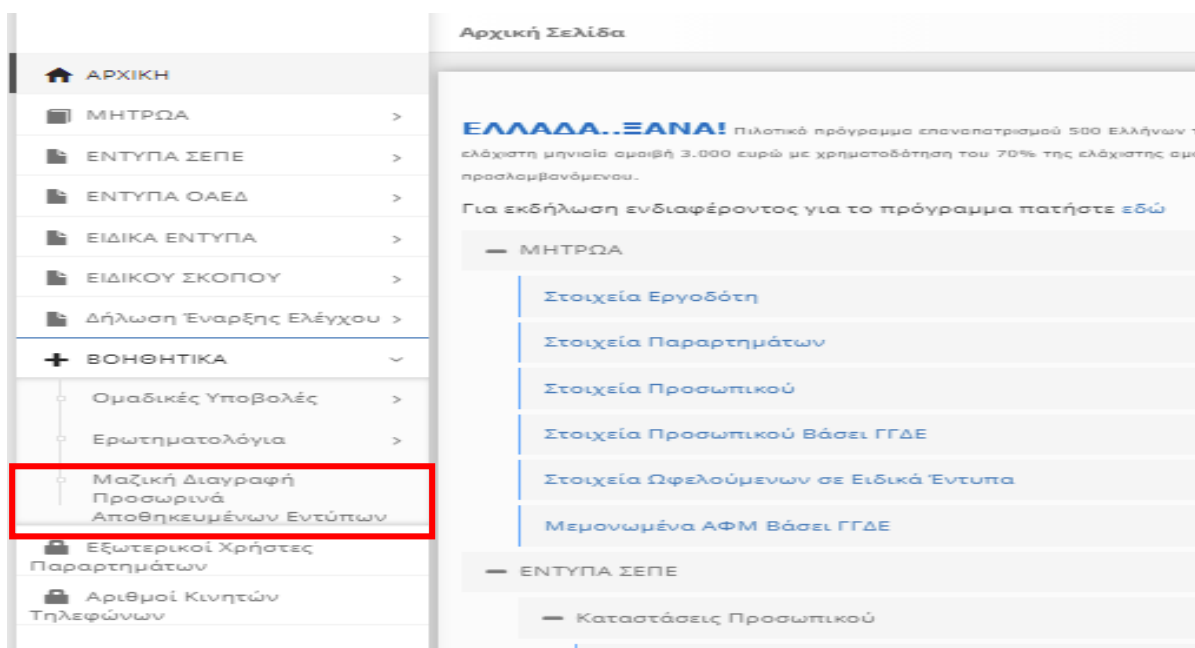 Αρχική Σελίδα
ΑΡΧΙΚΗ
ΜΗΤΡΩΑ
ΕΝΤΥΠΑ ΣΕΠΕ
ΕΝΤΥΠΑ ΟΑΕΔ
ΕΙΔΙΚΑ ΕΝΤΥΠΑ
ΕΙΔΙΚΟΥ ΣΚΟΠΟΥ
Δήλωση Έναρξης Ελέγχου
ΒΟΗΘΗΤΙΚΑ
Ομαδικές Υποβολές
Ερωτηματολόγια
Μαζική Διαγραφή
Προσωρινά
Αποθηκευμένων Εντύπων
Εξωτερικοί Χρήστες
Παραρτημάτων
Αριθμοί Κινητών
Τηλεφώνων
ΕΛΛΑΔΑ..ΞΑΝΑ! Πιλοτικό πρόγραμμα επαναπατρισμού 500 Ελλήνων
ελάχιστη μηνιαία αμοιβή 3.000 ευρώ με χρηματοδότηση του 70% της ελάχιστης
προσλαμβανόμενου.
Για εκδήλωση ενδιαφέροντος για το πρόγραμμα πατήστε εδώ
ΜΗΤΡΩΑ
Στοιχεία Εργοδότη
Στοιχεία Παραρτημάτων
Στοιχεία Προσωπικού
Στοιχεία Προσωπικού Βάσει ΓΓΔΕ
Στοιχεία Ωφελούμενων σε Ειδικά Έντυπα
Μεμονωμένα ΑΦΜ Βάσει ΓΓΔΕ
ΕΝΤΥΠΑ ΣΕΠΕ
Καταστάσεις Προσωπικού